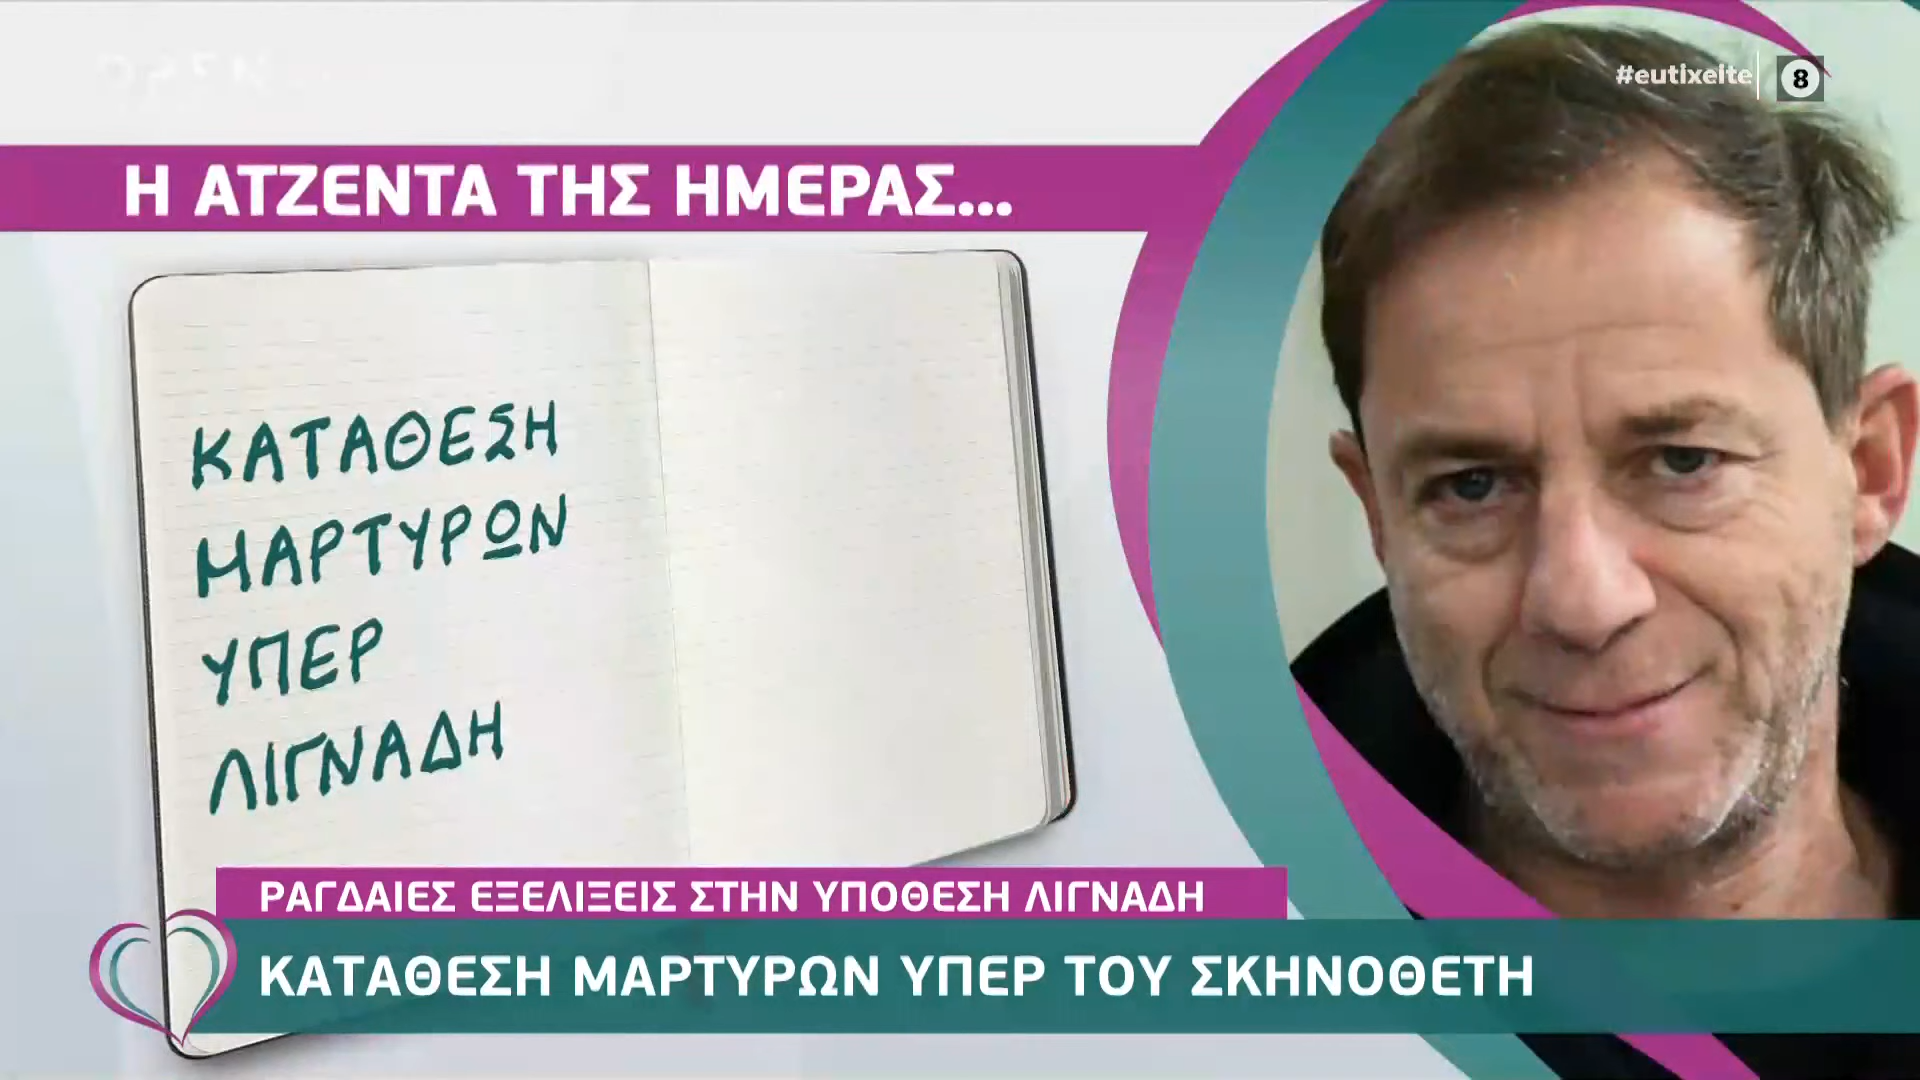 OPEN
#eutixeite
8
Η ΑΤΖΕΝΤΑ ΤΗΣ ΗΜΕΡΑΣ...
ΚΑΤΑΘΕΣΗ
ΜΑΡΤΥΡΩΝ
ΥΠΕΡ
ΛΙΓΝΑΔΗ
ΡΑΓΔΑΙΕΣ ΕΞΕΛΙΞΕΙΣ ΣΤΗΝ ΥΠΟΘΕΣΗ ΛΙΓΝΑΔΗ
ΚΑΤΑΘΕΣΗ ΜΑΡΤΥΡΩΝ ΥΠΕΡ ΤΟΥ ΣΚΗΝΟΘΕΤΗ